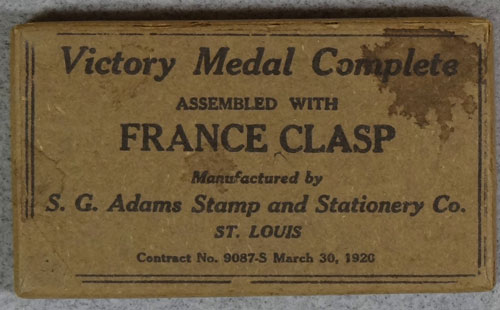 Victory Medal Complete
ASSEMBLED WITH
FRANCE CLASP
Manufactured by
S. G. Adams Stamp and Stationery Co.
ST. LOUIS
Contract No. 9087-S March 30, 1920